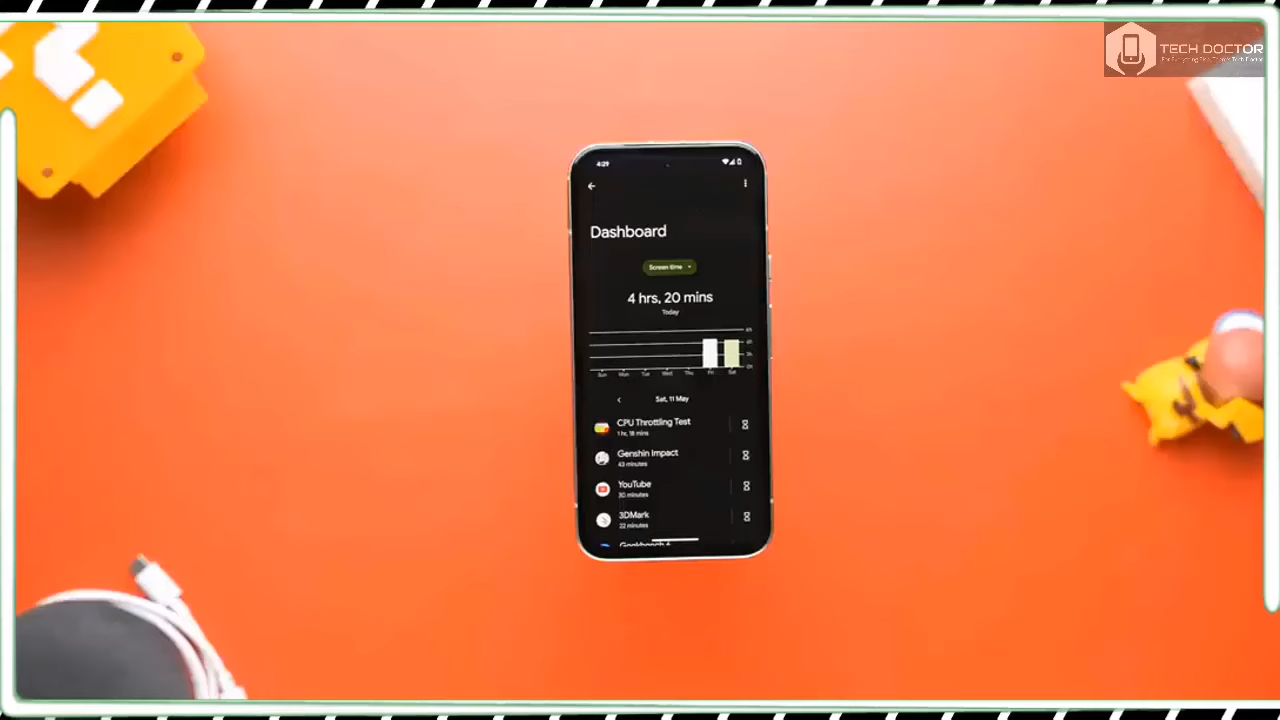 TECH DOCTOR
4:29
Dashboard
Screen time
4 hrs, 20 mins
Today
Sun Mon Tue Wed Thu Fri Sat
Sat, 11 May
CPU Throttling Test
1 hr, 18 mins
Genshin Impact
43 minutes
YouTube
30 minutes
3DMark
22 minutes
Geekbench 6